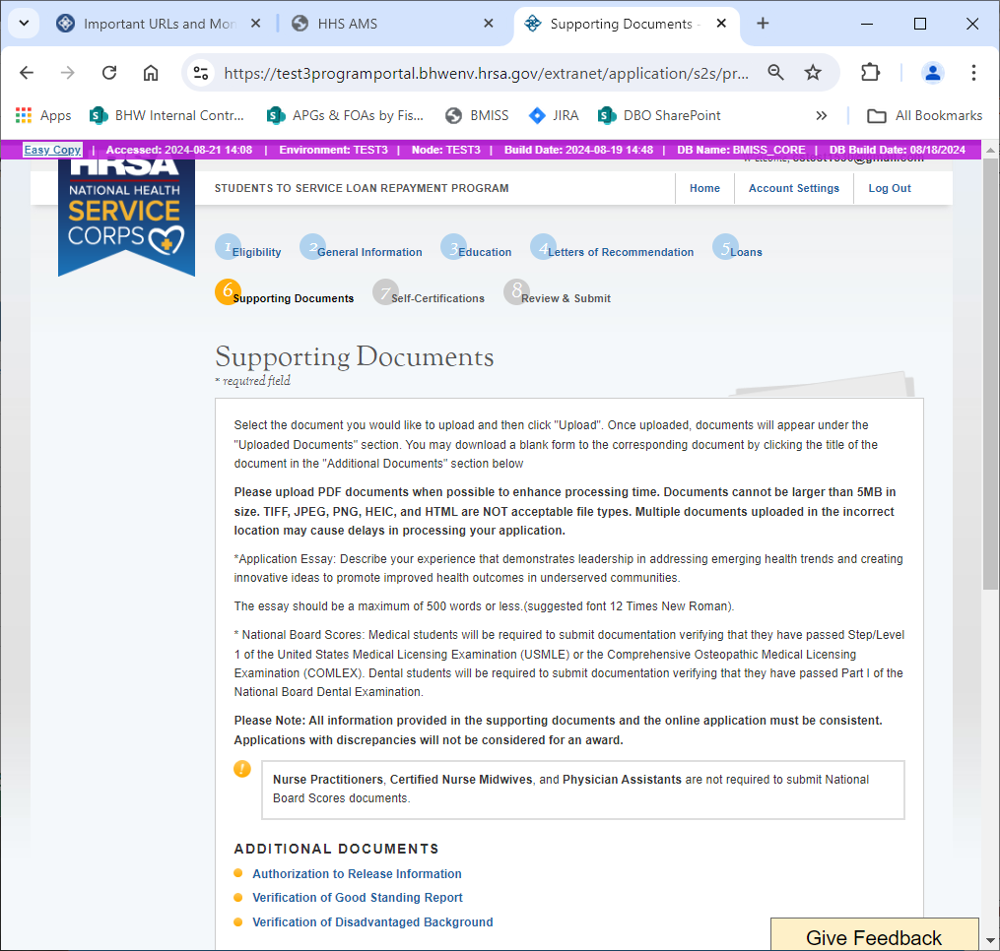 Important URLs and Mon
HHS AMS
Supporting Documents -
https://test3programportal.bhwenv.hrsa.gov/extranet/application/s2s/pr...
Apps
BHW Internal Contr...
APGs & FOAs by Fis...
BMISS
JIRA
DBO SharePoint
»
All Bookmarks
Easy Copy | Accessed: 2024-08-21 14:08 | Environment: TEST3 | Node: TEST3 | Build Date: 2024-08-19 14:48 | DB Name: BMISS_CORE | DB Build Date: 08/18/2024
HRSA
NATIONAL HEALTH
SERVICE
CORPS
STUDENTS TO SERVICE LOAN REPAYMENT PROGRAM
Home
Account Settings
Log Out
1 Eligibility
2 General Information
3 Education
4 Letters of Recommendation
5 Loans
6 Supporting Documents
7 Self-Certifications
8 Review & Submit
Supporting Documents
* required field
Select the document you would like to upload and then click "Upload". Once uploaded, documents will appear under the
"Uploaded Documents" section. You may download a blank form to the corresponding document by clicking the title of the
document in the "Additional Documents" section below
Please upload PDF documents when possible to enhance processing time. Documents cannot be larger than 5MB in
size. TIFF, JPEG, PNG, HEIC, and HTML are NOT acceptable file types. Multiple documents uploaded in the incorrect
location may cause delays in processing your application.
*Application Essay: Describe your experience that demonstrates leadership in addressing emerging health trends and creating
innovative ideas to promote improved health outcomes in underserved communities.
The essay should be a maximum of 500 words or less.(suggested font 12 Times New Roman).
* National Board Scores: Medical students will be required to submit documentation verifying that they have passed Step/Level
1 of the United States Medical Licensing Examination (USMLE) or the Comprehensive Osteopathic Medical Licensing
Examination (COMLEX). Dental students will be required to submit documentation verifying that they have passed Part I of the
National Board Dental Examination.
Please Note: All information provided in the supporting documents and the online application must be consistent.
Applications with discrepancies will not be considered for an award.
Nurse Practitioners, Certified Nurse Midwives, and Physician Assistants are not required to submit National
Board Scores documents.
ADDITIONAL DOCUMENTS
Authorization to Release Information
Verification of Good Standing Report
Verification of Disadvantaged Background
Give Feedback